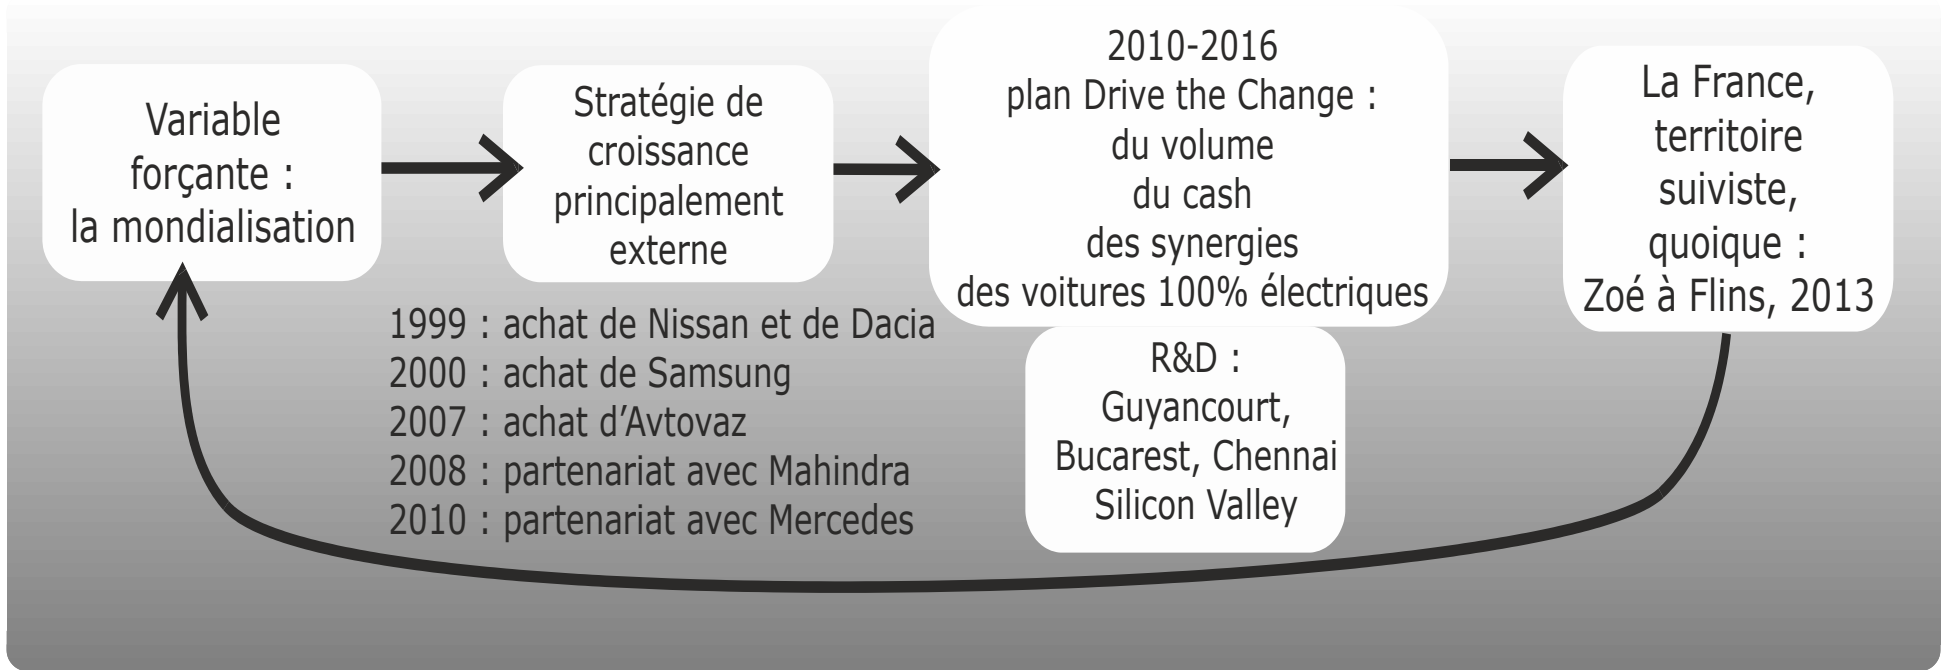 Variable
forçante :
la mondialisation
Stratégie de
croissance
principalement
externe
1999 : achat de Nissan et de Dacia
2000 : achat de Samsung
2007 : achat d’Avtovaz
2008 : partenariat avec Mahindra
2010 : partenariat avec Mercedes
2010-2016
plan Drive the Change :
du volume
du cash
des synergies
des voitures 100% électriques
R&D :
Guyancourt,
Bucarest, Chennai
Silicon Valley
La France,
territoire
suiviste,
quoique :
Zoé à Flins, 2013